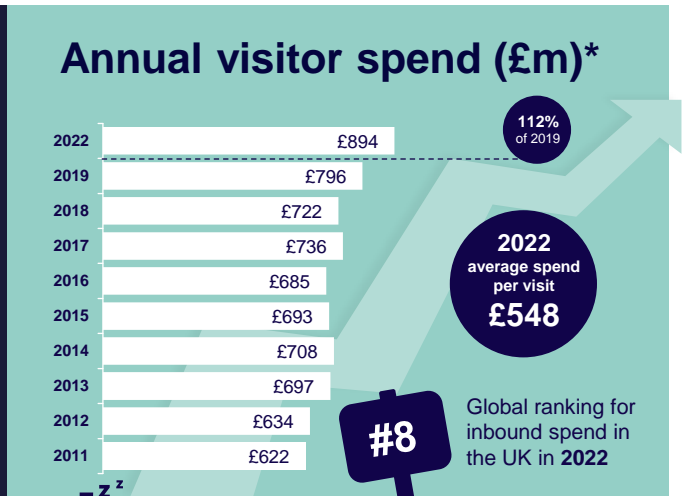 Annual visitor spend (£m)*
2022 £894
112%
of 2019
2019 £796
2018 £722
2017 £736
2016 £685
2015 £693
2014 £708
2013 £697
2012 £634
2011 £622
2022
average spend
per visit
£548
#8
Global ranking for
inbound spend in
the UK in 2022
z z